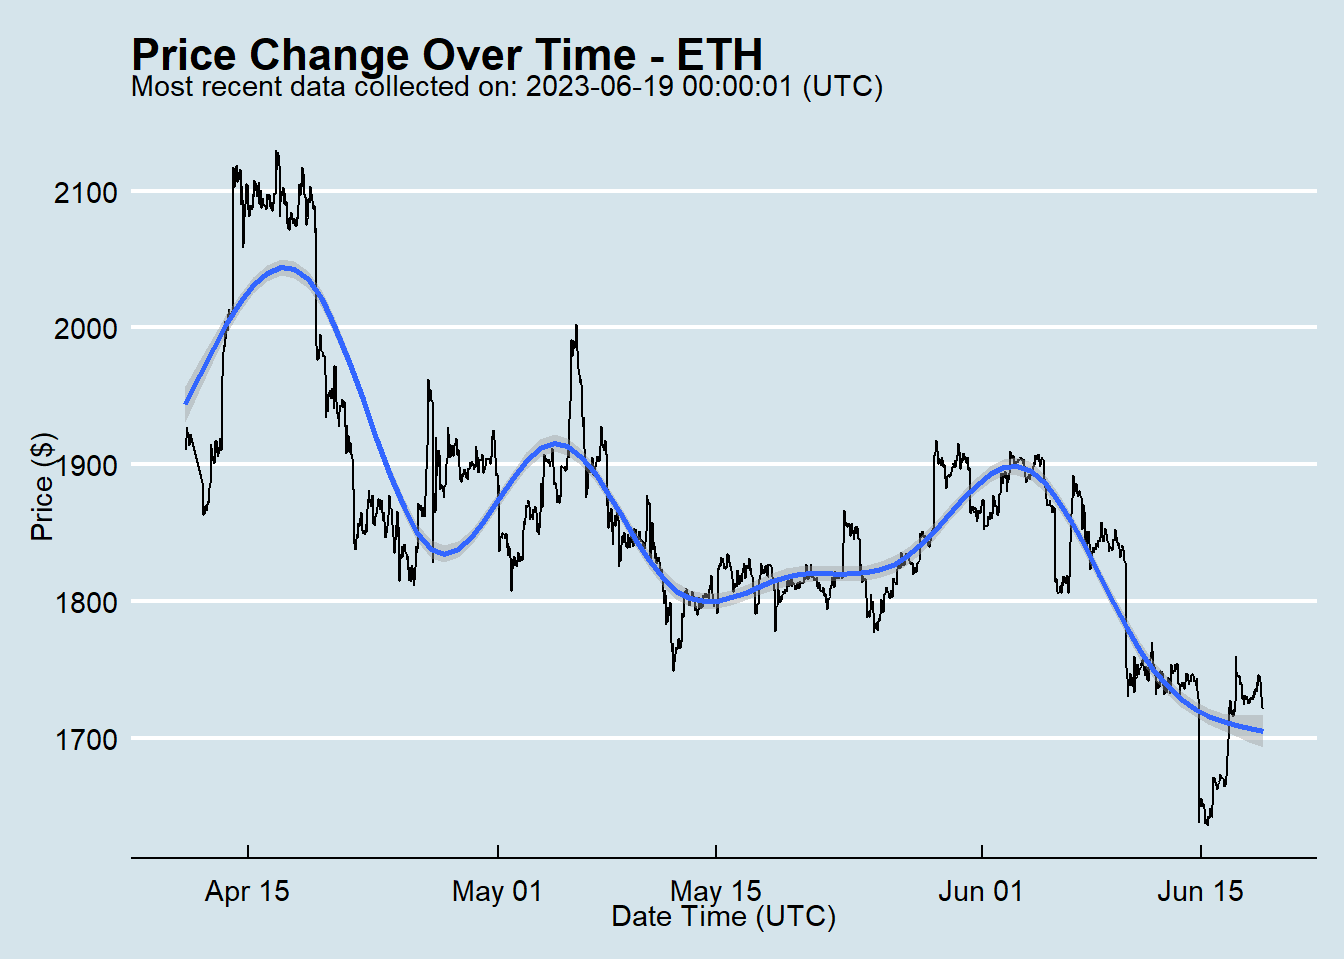 Price Change Over Time - ETH
Most recent data collected on: 2023-06-19 00:00:01 (UTC)
Price ($)
2100
2000
1900
1800
1700
Apr 15 May 01 May 15 Jun 01 Jun 15
Date Time (UTC)